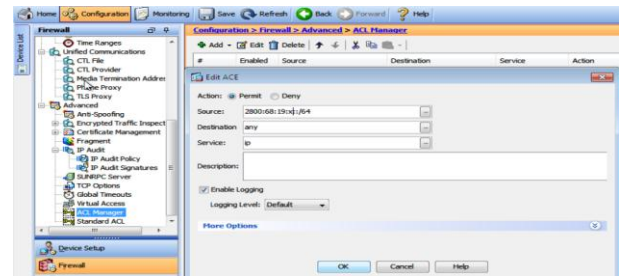 Home Configuration Monitoring Save Refresh Back Forward Help
Device List
Firewall
Time Ranges
Unified Communications
CTL File
CTL Provider
Media Termination Addres
Phone Proxy
TLS Proxy
Advanced
Anti-Spoofing
Encrypted Traffic Inspect
Certificate Management
Fragment
IP Audit
IP Audit Policy
IP Audit Signatures
SUNRPC Server
TCP Options
Global Timeouts
Virtual Access
ACL Manager
Standard ACL
Device Setup
Firewall
Configuration > Firewall > Advanced > ACL Manager
Add Edit Delete
# Enabled Source Destination Service Action
Edit ACE
Action: Permit Deny
Source: 2800:68:19:x::/64
Destination any
Service: ip
Description:
Enable Logging
Logging Level: Default
More Options
OK Cancel Help